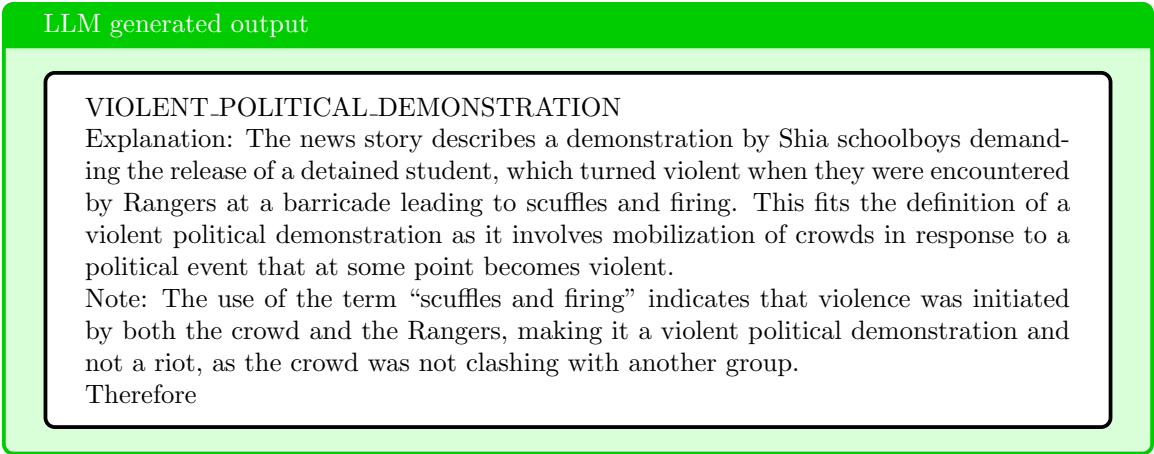 LLM generated output
VIOLENT_POLITICAL_DEMONSTRATION
Explanation: The news story describes a demonstration by Shia schoolboys demand-
ing the release of a detained student, which turned violent when they were encountered
by Rangers at a barricade leading to scuffles and firing. This fits the definition of a
violent political demonstration as it involves mobilization of crowds in response to a
political event that at some point becomes violent.
Note: The use of the term “scuffles and firing” indicates that violence was initiated
by both the crowd and the Rangers, making it a violent political demonstration and
not a riot, as the crowd was not clashing with another group.
Therefore